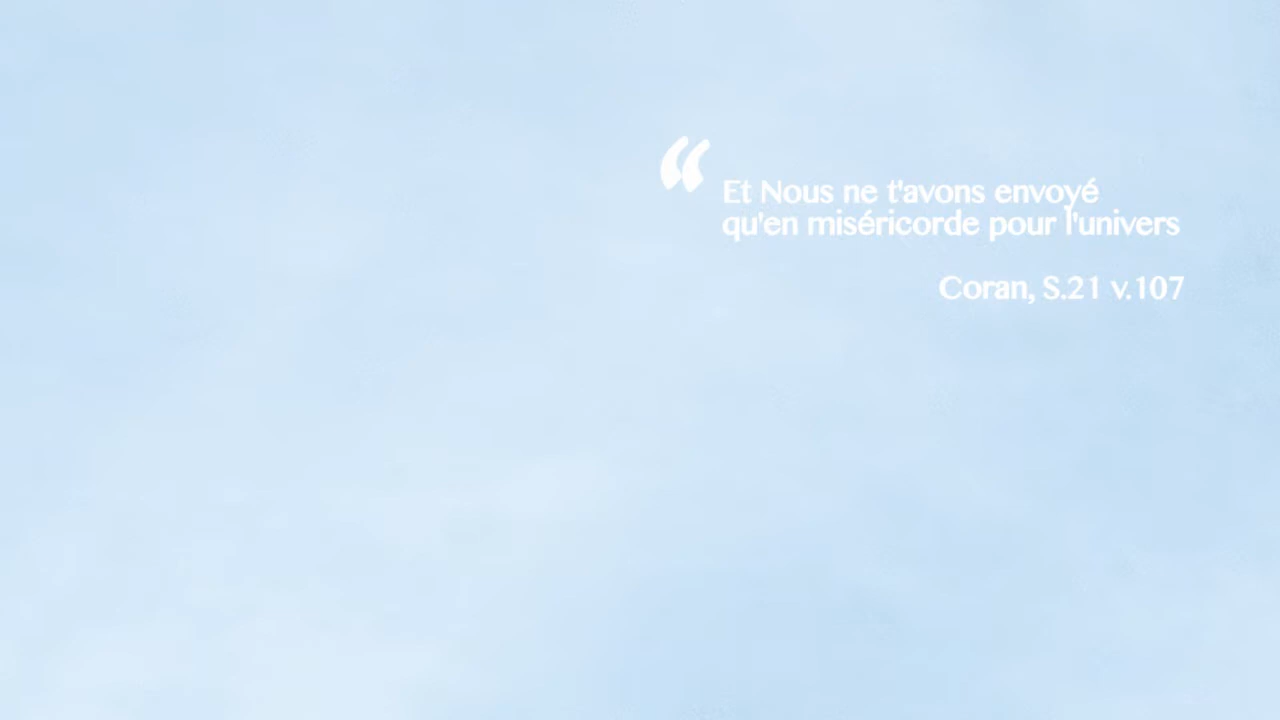 “ Et Nous ne t'avons envoyé
qu'en miséricorde pour l'univers
Coran, S.21 v.107